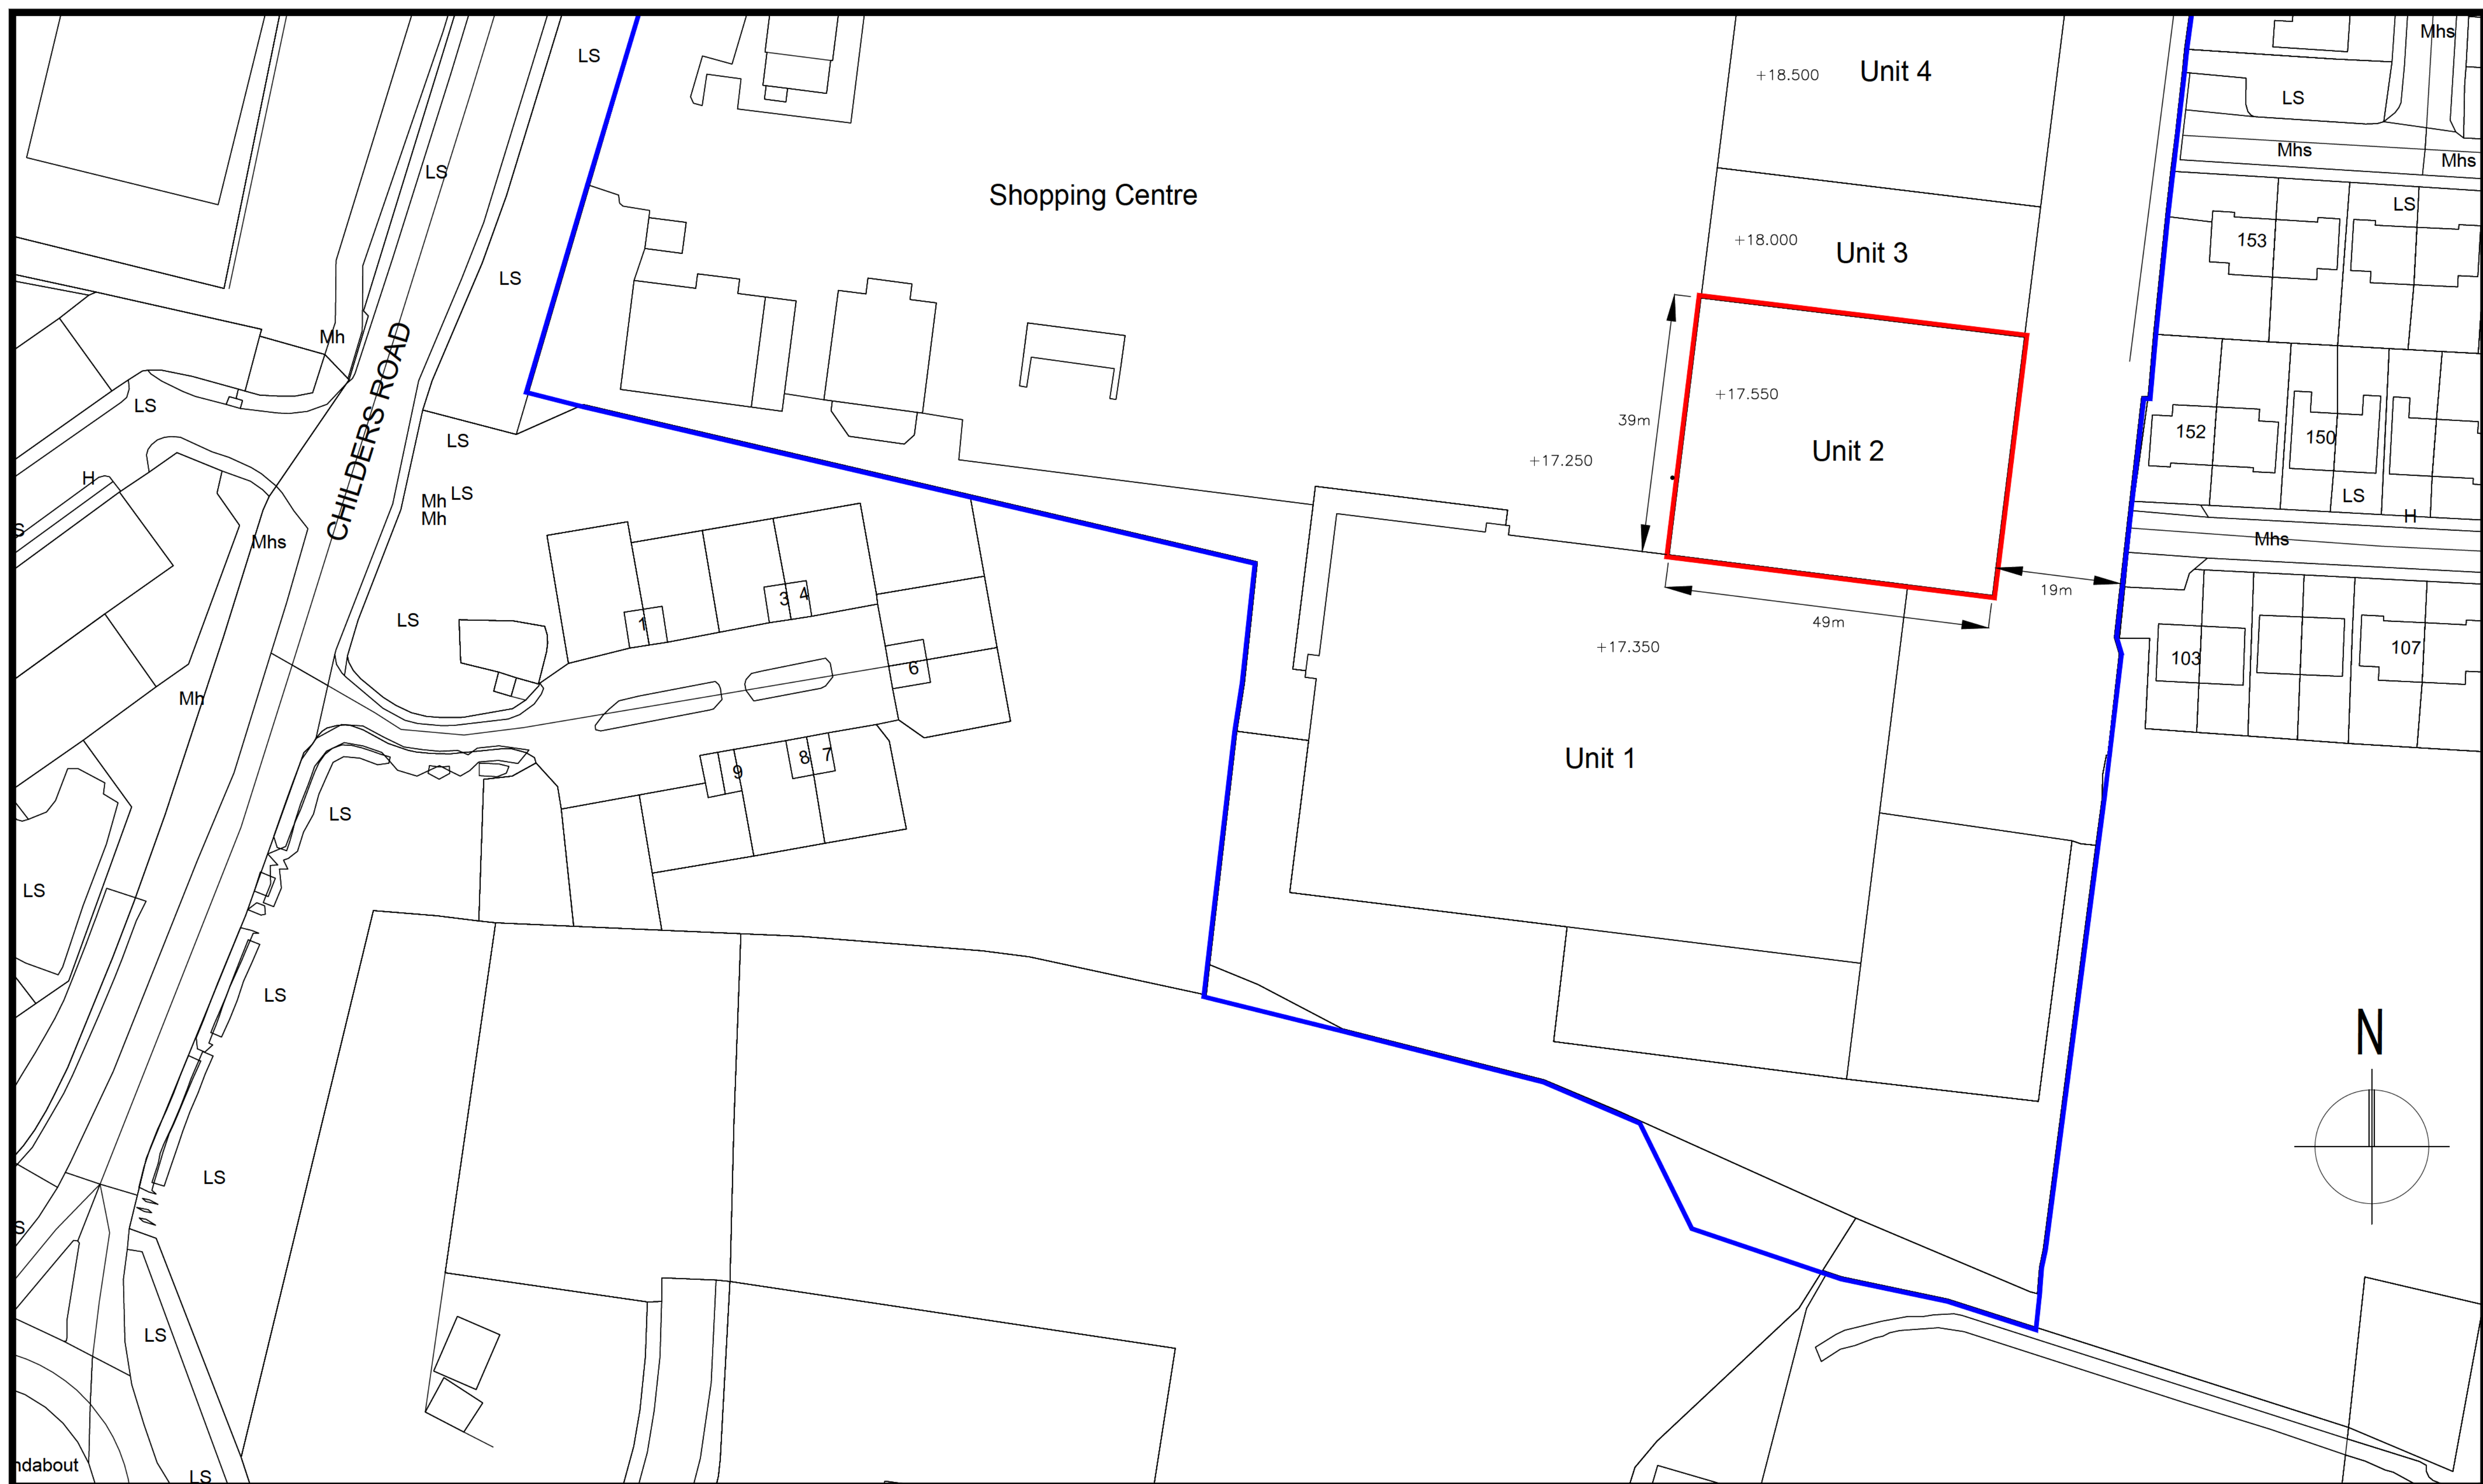 Mhs
LS
Unit 4
+18.500
LS
Mhs
Mhs
LS
Shopping Centre
LS
153
+18.000
Unit 3
LS
Mh
CHILDERS ROAD
+17.550
LS
39m
152
150
LS
Unit 2
+17.250
H
LS
Mh
Mh
LS
H
S
Mhs
Mhs
19m
3
4
1
LS
49m
+17.350
107
103
6
Mh
8
7
9
Unit 1
LS
LS
LS
N
LS
S
LS
ndabout
LS